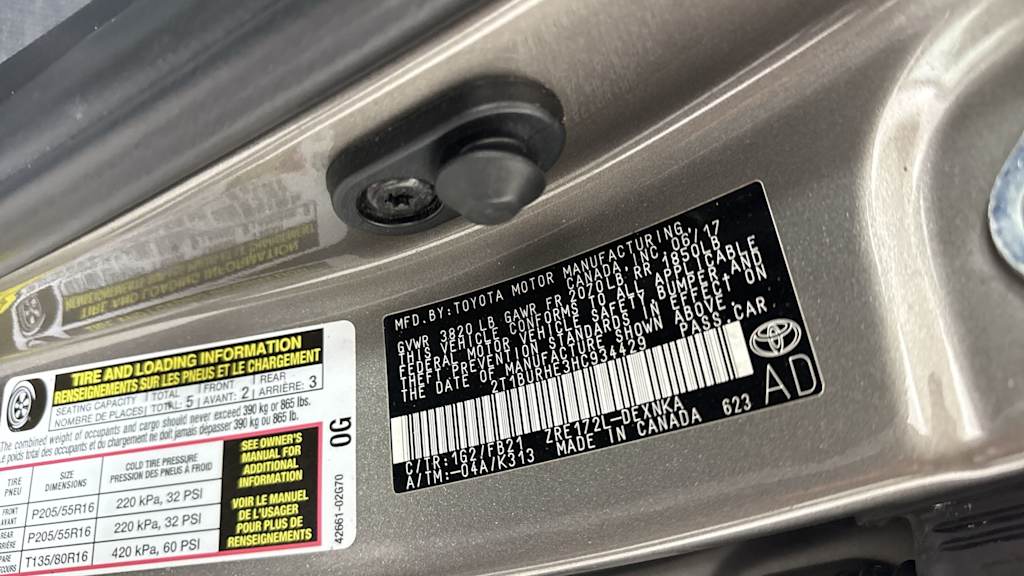 MFD.BY:TOYOTA MOTOR MANUFACTURING,
CANADA,INC. 06/17
GVWR 3820 LB GAWR FR 2070LB RR 1850LB
THIS VEHICLE CONFORMS TO ALL APPLICABLE
FEDERAL MOTOR VEHICLE SAFETY, BUMPER, AND
THEFT PREVENTION STANDARDS IN EFFECT ON
THE DATE OF MANUFACTURE SHOWN ABOVE.
2T1BURHE3HC934429 PASS.CAR
C/TR:1G27/FB21 ZRE172L-DEXNKA
A/TM:-04A/K313 MADE IN CANADA 623
AD
TIRE AND LOADING INFORMATION
RENSEIGNEMENTS SUR LES PNEUS ET LE CHARGEMENT
SEATING CAPACITY TOTAL FRONT REAR
NOMBRE DE PLACES TOTAL: 5 AVANT: 2 ARRIÈRE: 3
The combined weight of occupants and cargo should never exceed 390 kg or 865 lbs.
Le poids total des occupants et du chargement ne doit jamais dépasser 390 kg ou 865 lb.
TIRE
PNEU
SIZE
DIMENSIONS
COLD TIRE PRESSURE
PRESSION DES PNEUS À FROID
FRONT
AVANT
P205/55R16 220 kPa, 32 PSI
REAR
P205/55R16 220 kPa, 32 PSI
T135/80R16 420 kPa, 60 PSI
SEE OWNER'S
MANUAL FOR
ADDITIONAL
INFORMATION
VOIR LE MANUEL
DE L'USAGER
POUR PLUS DE
RENSEIGNEMENTS
0G
42661-02G70